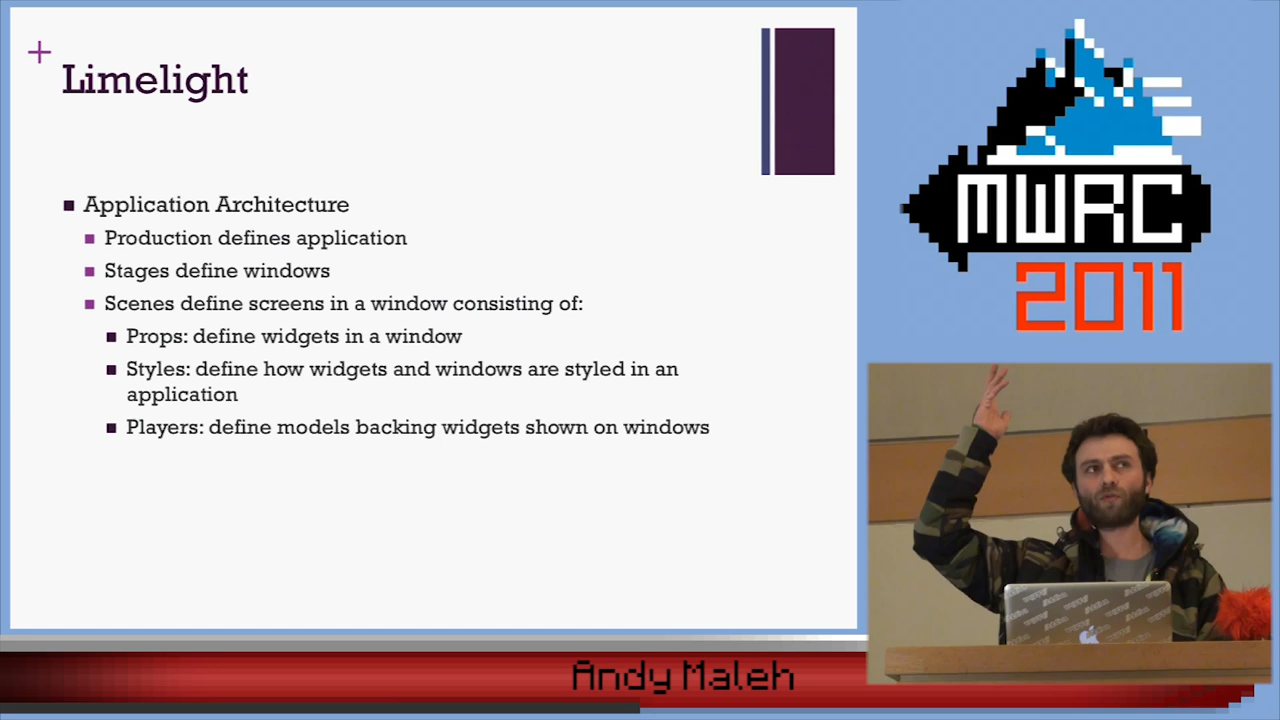 +
Limelight
Application Architecture
Production defines application
Stages define windows
Scenes define screens in a window consisting of:
Props: define widgets in a window
Styles: define how widgets and windows are styled in an
application
Players: define models backing widgets shown on windows
MWRC
2011
Andy Maleh